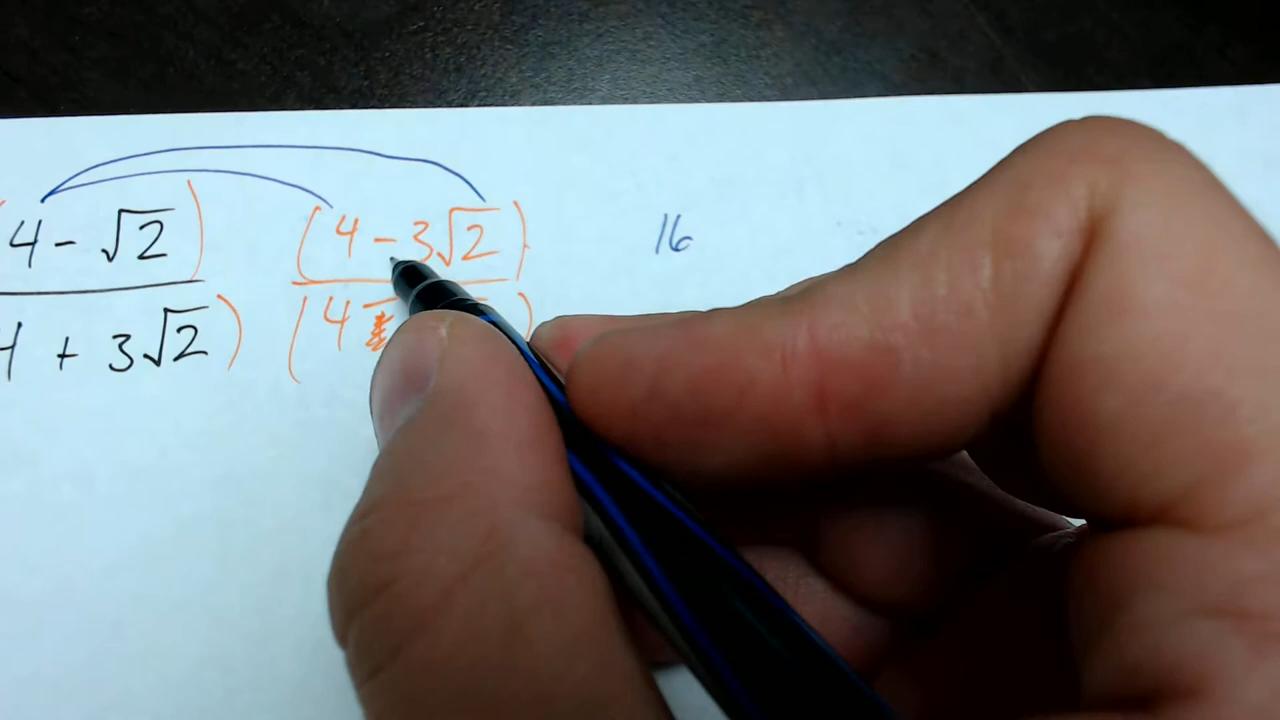 (4 - √2) (4 - 3√2) 16
4 + 3√2) (4 - )